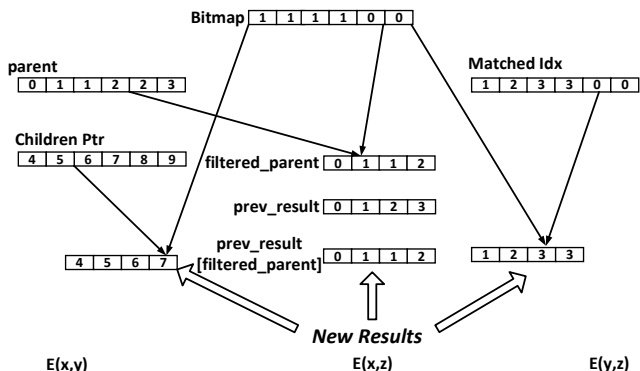 Bitmap 1 1 1 1 0 0
parent
0 1 1 2 2 3
Matched Idx
1 2 3 3 0 0
Children Ptr
4 5 6 7 8 9
filtered_parent 0 1 1 2
prev_result 0 1 2 3
prev_result
[filtered_parent] 0 1 1 2
4 5 6 7
1 2 3 3
New Results
E(x,y) E(x,z) E(y,z)